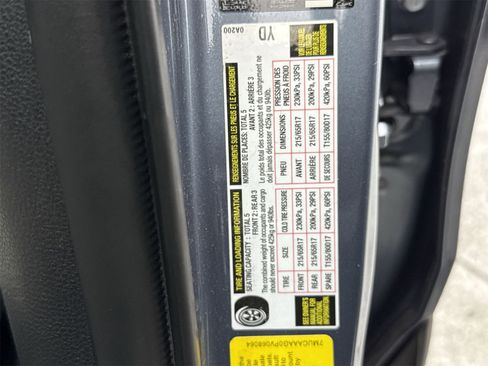 TIRE AND LOADING INFORMATION
SEATING CAPACITY : TOTAL 5
FRONT 2 : REAR 3
The combined weight of occupants and cargo
should never exceed 425kg or 940lbs.
TIRE SIZE COLD TIRE PRESSURE
FRONT 215/65R17 230kPa, 33PSI
REAR 215/65R17 200kPa, 29PSI
SPARE T155/80D17 420kPa, 60PSI
SEE OWNER'S
MANUAL FOR
ADDITIONAL
INFORMATION
RENSEIGNEMENTS SUR LES PNEUS ET LE CHARGEMENT
NOMBRE DE PLACES: TOTAL 5
AVANT 2 : ARRIÈRE 3
Le poids total des occupants et du chargement ne
doit jamais dépasser 425kg ou 940lb.
PNEU DIMENSIONS PRESSION DES
PNEUS À FROID
AVANT 215/65R17 230kPa, 33PSI
ARRIÈRE 215/65R17 200kPa, 29PSI
DE SECOURS T155/80D17 420kPa, 60PSI
YD
0A200